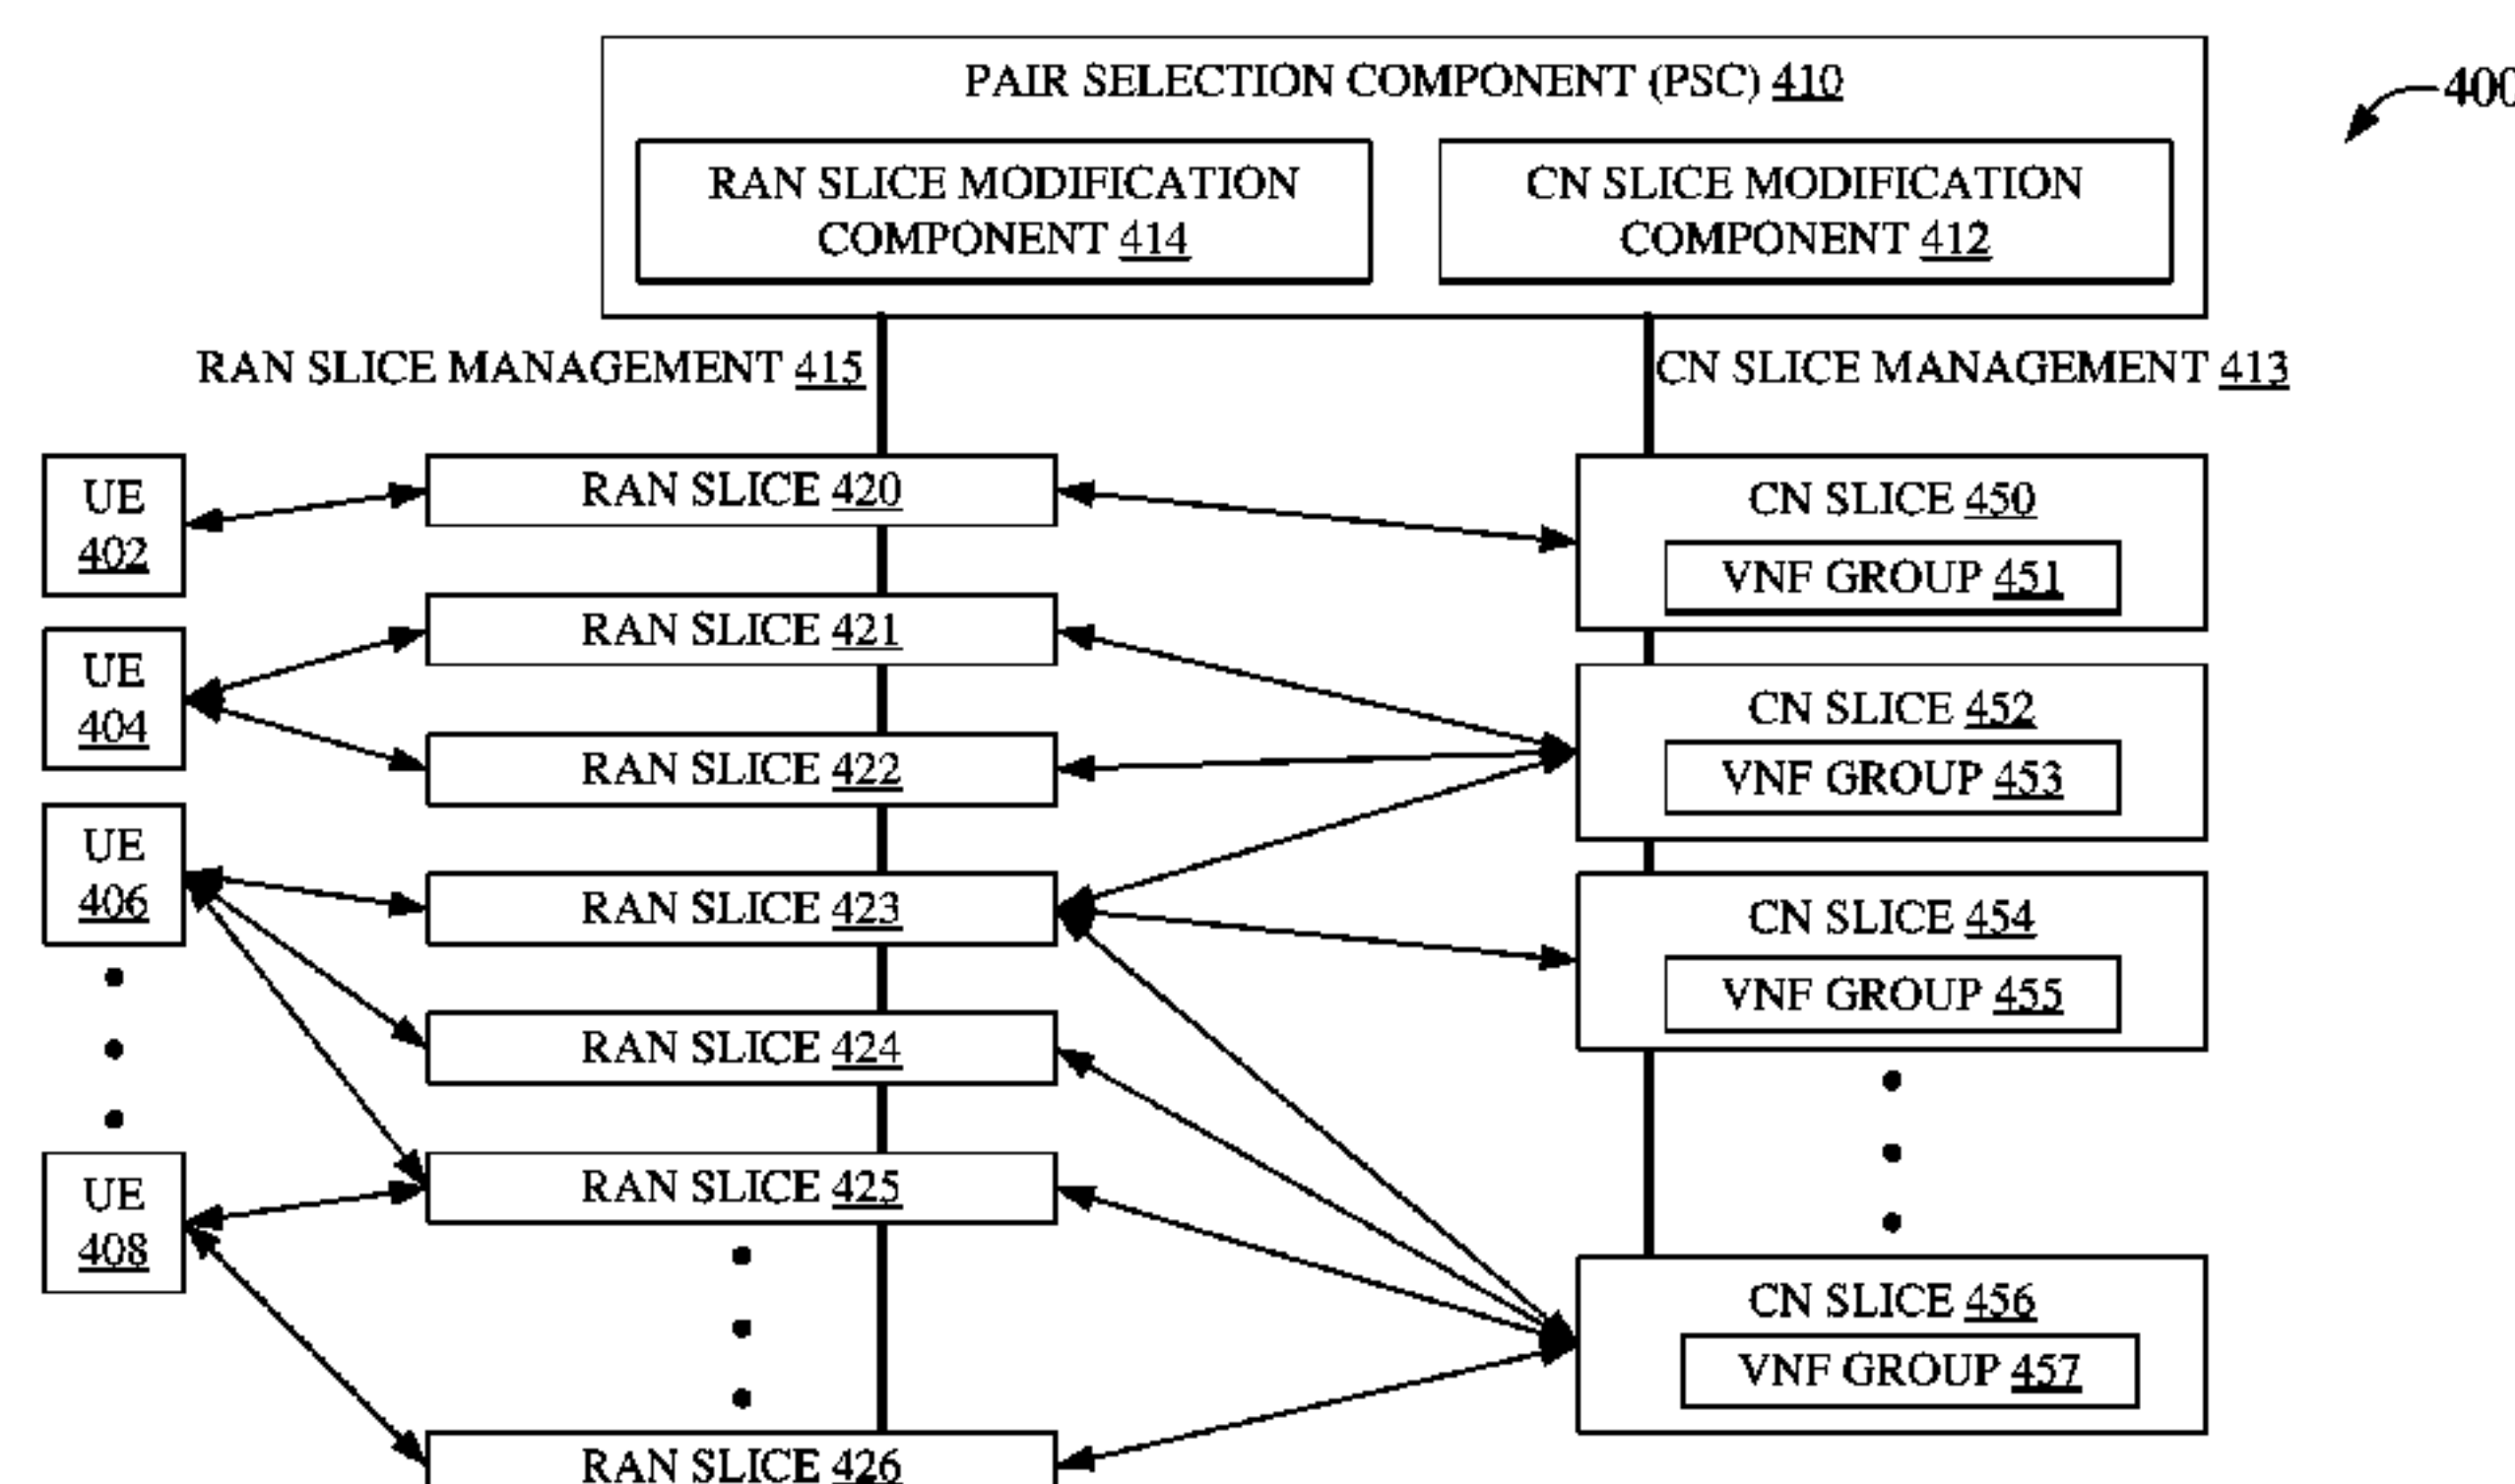 PAIR SELECTION COMPONENT (PSC) 410
400
RAN SLICE MODIFICATION
COMPONENT 414
CN SLICE MODIFICATION
COMPONENT 412
RAN SLICE MANAGEMENT 415
CN SLICE MANAGEMENT 413
UE
402
UE
404
UE
406
UE
408
RAN SLICE 420
RAN SLICE 421
RAN SLICE 422
RAN SLICE 423
RAN SLICE 424
RAN SLICE 425
RAN SLICE 426
CN SLICE 450
VNF GROUP 451
CN SLICE 452
VNF GROUP 453
CN SLICE 454
VNF GROUP 455
CN SLICE 456
VNF GROUP 457